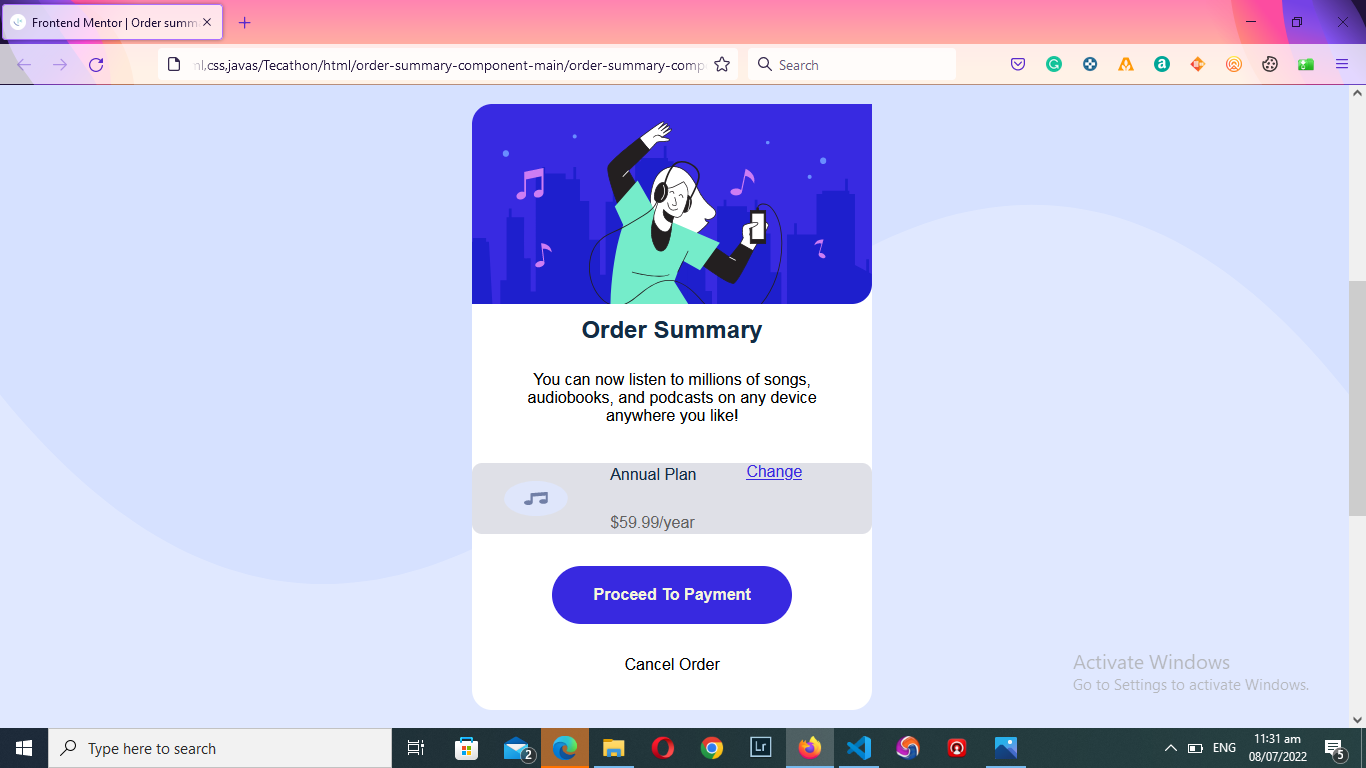 Frontend Mentor | Order summ
nl,css,javas/Tecathon/html/order-summary-component-main/order-summary-comp
Search
Order Summary
You can now listen to millions of songs,
audiobooks, and podcasts on any device
anywhere you like!
Annual Plan
Change
$59.99/year
Proceed To Payment
Cancel Order
Activate Windows
Go to Settings to activate Windows.
Type here to search
2
Lr
ENG
11:31 am
08/07/2022
5